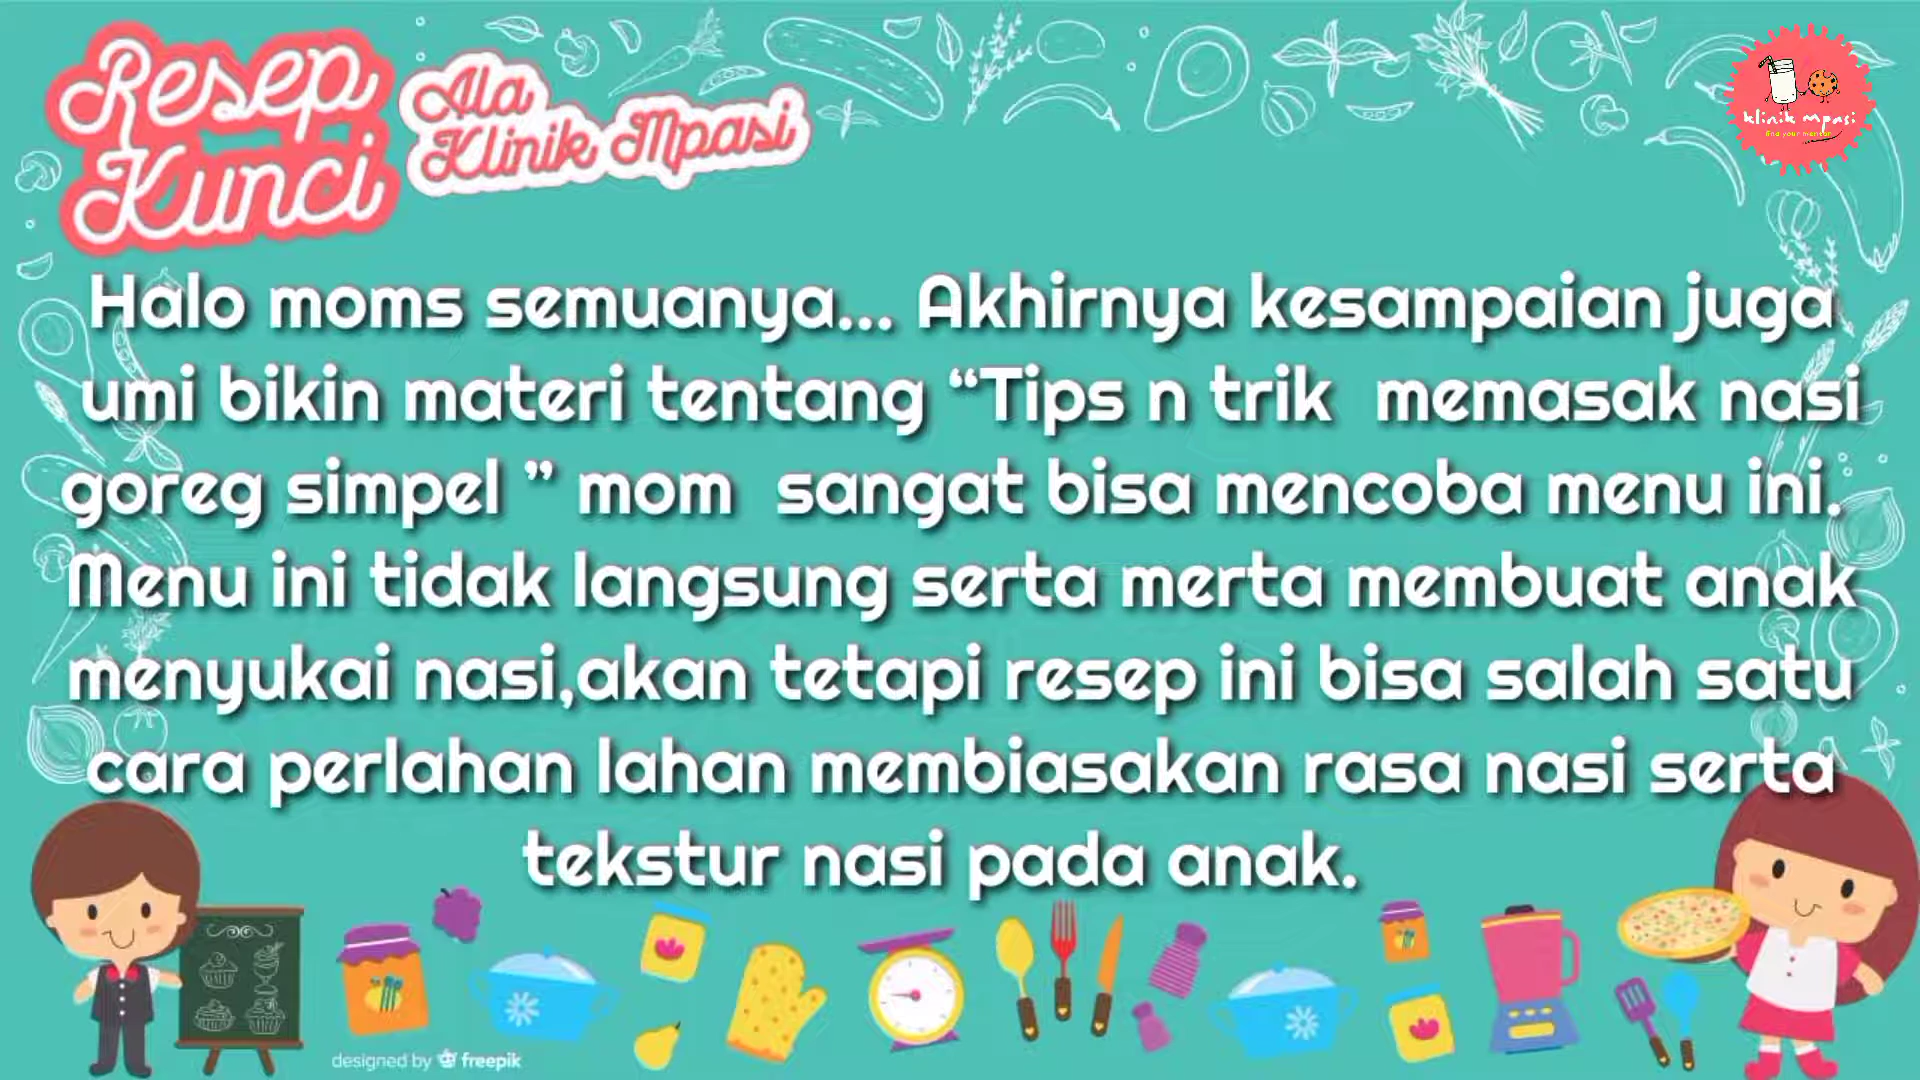 Resep
Kunci
Ala
Klinik Mpasi
klinik mpasi
find your mentor
Halo moms semuanya... Akhirnya kesampaian juga
umi bikin materi tentang “Tips n trik memasak nasi
goreg simpel ” mom sangat bisa mencoba menu ini.
Menu ini tidak langsung serta merta membuat anak
menyukai nasi,akan tetapi resep ini bisa salah satu
cara perlahan lahan membiasakan rasa nasi serta
tekstur nasi pada anak.
designed by freepik